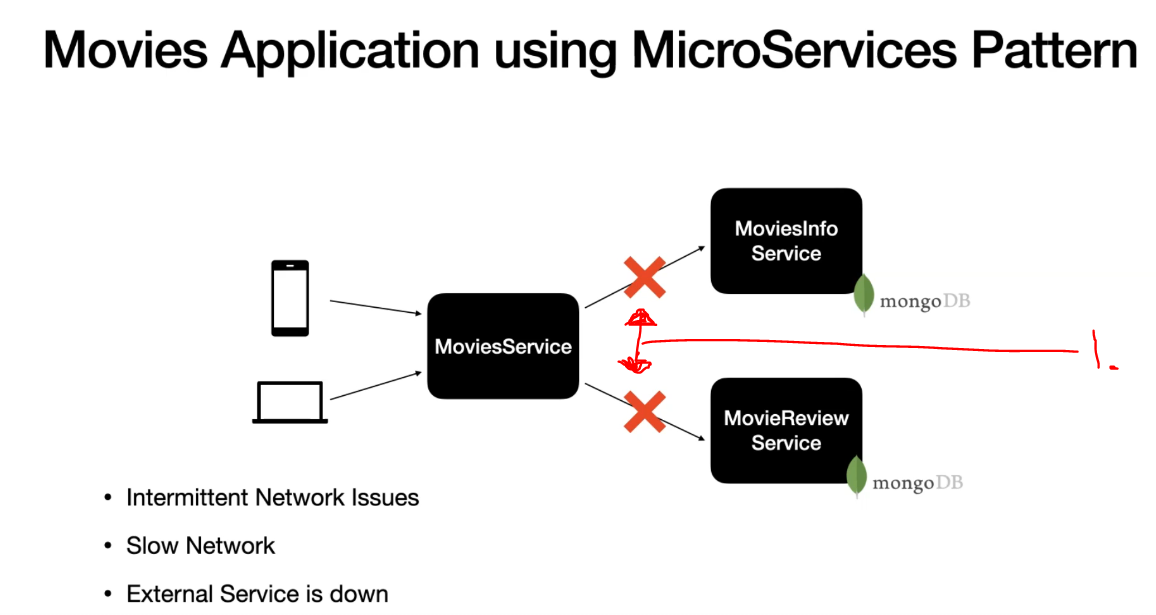 Movies Application using MicroServices Pattern
MoviesInfo
Service
mongoDB
MoviesService
1.
MovieReview
Service
mongoDB
• Intermittent Network Issues
• Slow Network
• External Service is down